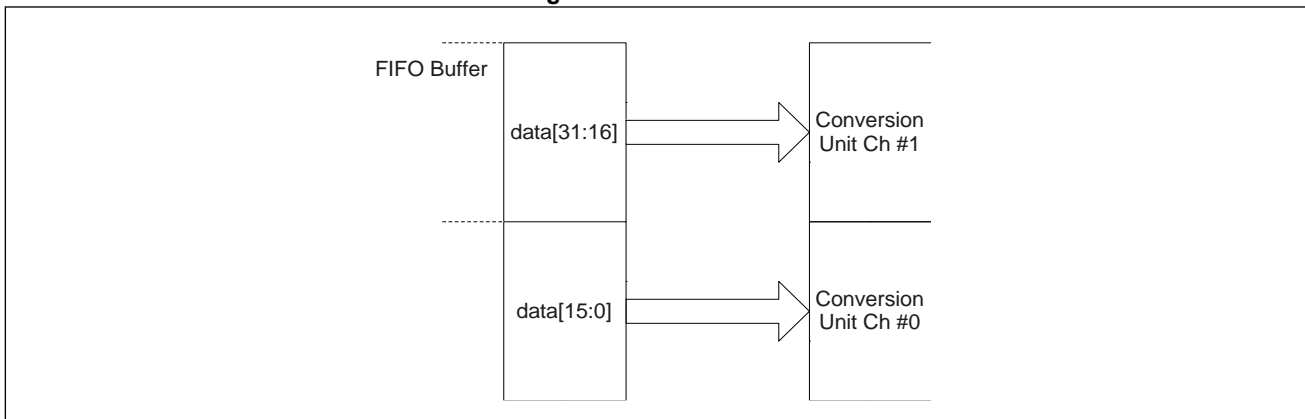 FIFO Buffer
data[31:16]
Conversion
Unit Ch #1
data[15:0]
Conversion
Unit Ch #0